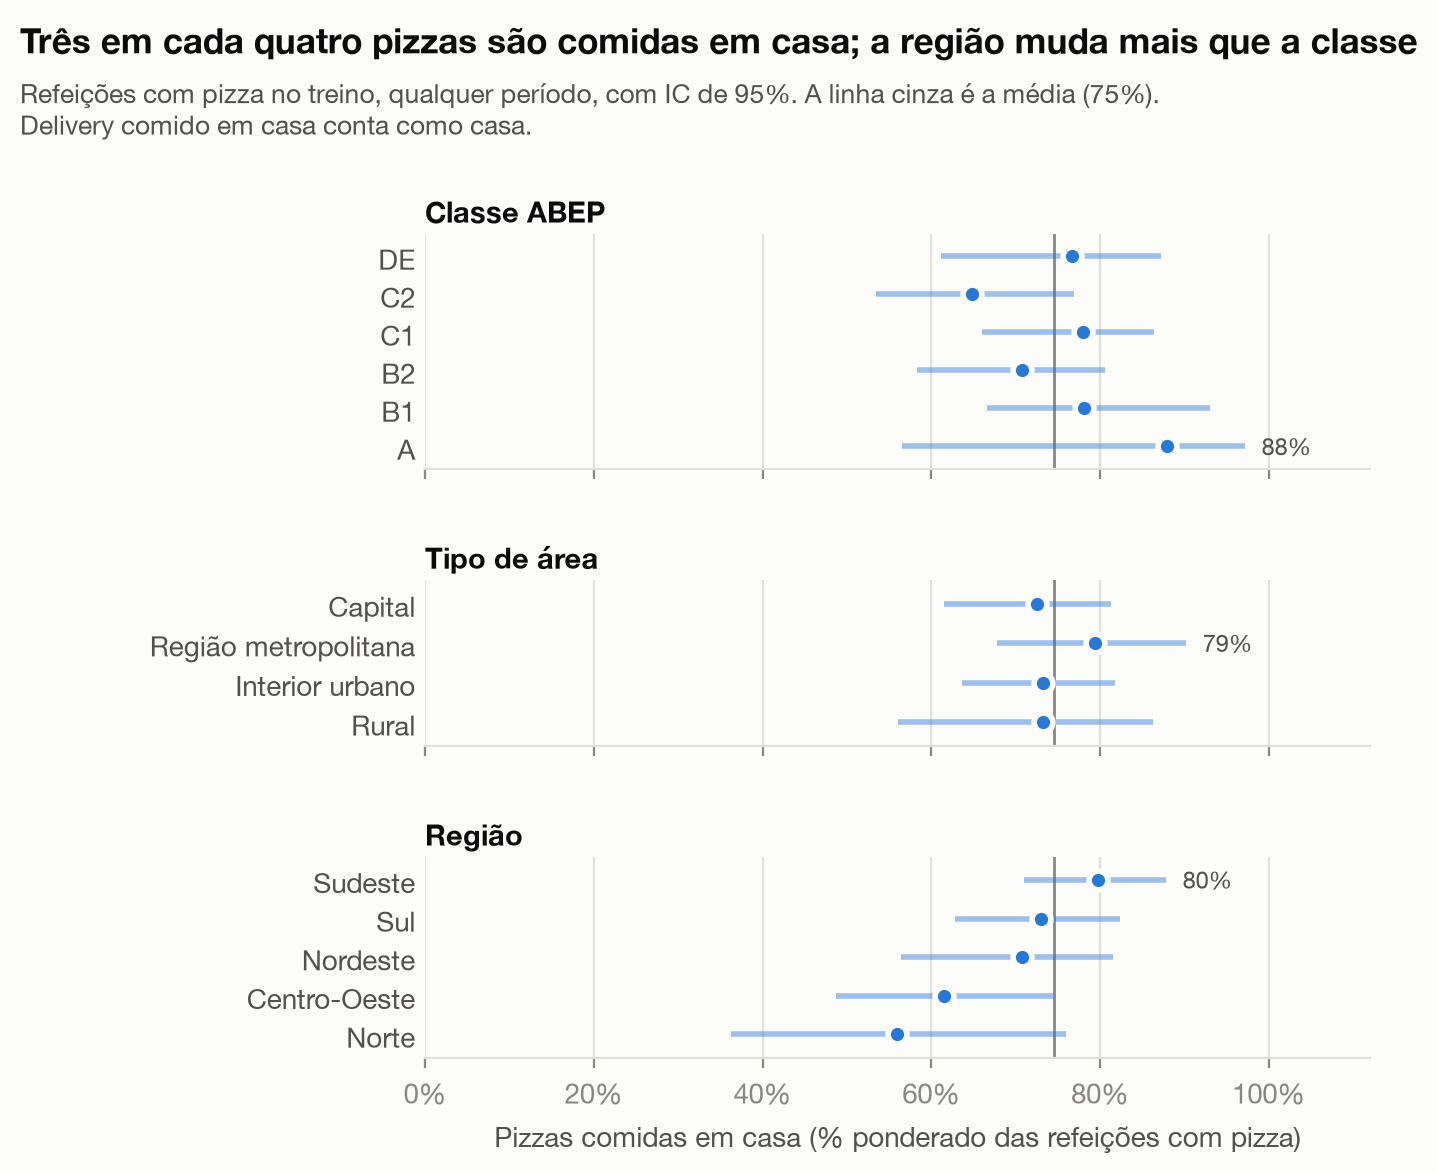 Três em cada quatro pizzas são comidas em casa; a região muda mais que a classe
Refeições com pizza no treino, qualquer período, com IC de 95%. A linha cinza é a média (75%).
Delivery comido em casa conta como casa.
Classe ABEP
DE
C2
C1
B2
B1
A
88%
Tipo de área
Capital
Região metropolitana
79%
Interior urbano
Rural
Região
Sudeste
80%
Sul
Nordeste
Centro-Oeste
Norte
0%
20%
40%
60%
80%
100%
Pizzas comidas em casa (% ponderado das refeições com pizza)